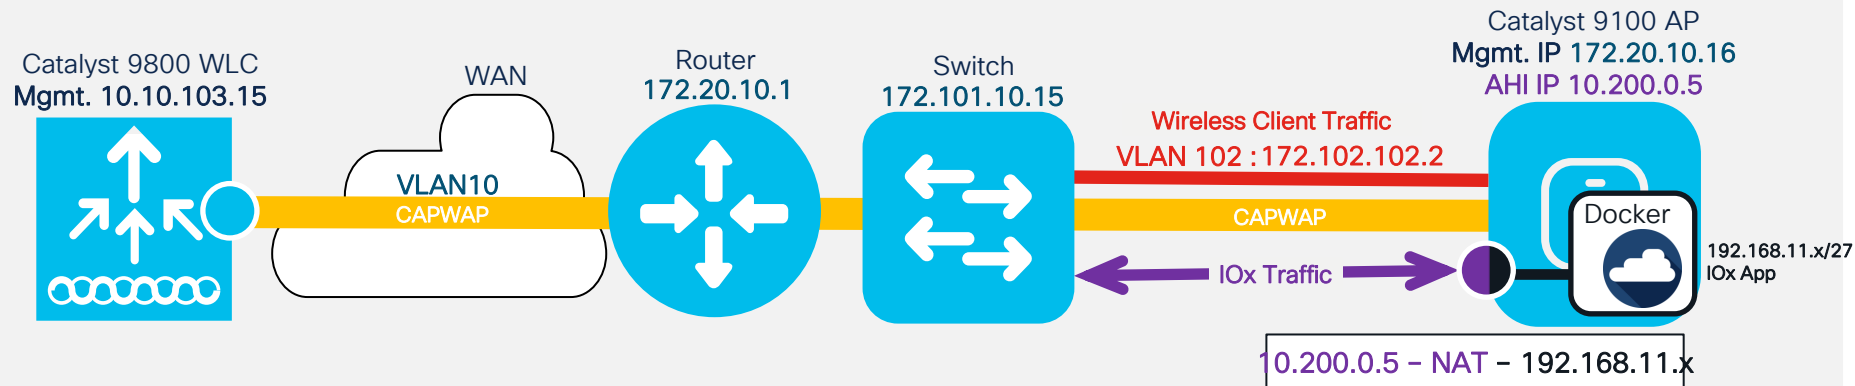 Catalyst 9800 WLC
Mgmt. 10.10.103.15
WAN
VLAN10
CAPWAP
Router
172.20.10.1
Switch
172.101.10.15
Wireless Client Traffic
VLAN 102 : 172.102.102.2
CAPWAP
IOx Traffic
Catalyst 9100 AP
Mgmt. IP 172.20.10.16
AHI IP 10.200.0.5
Docker
192.168.11.x/27
IOx App
10.200.0.5 – NAT – 192.168.11.x